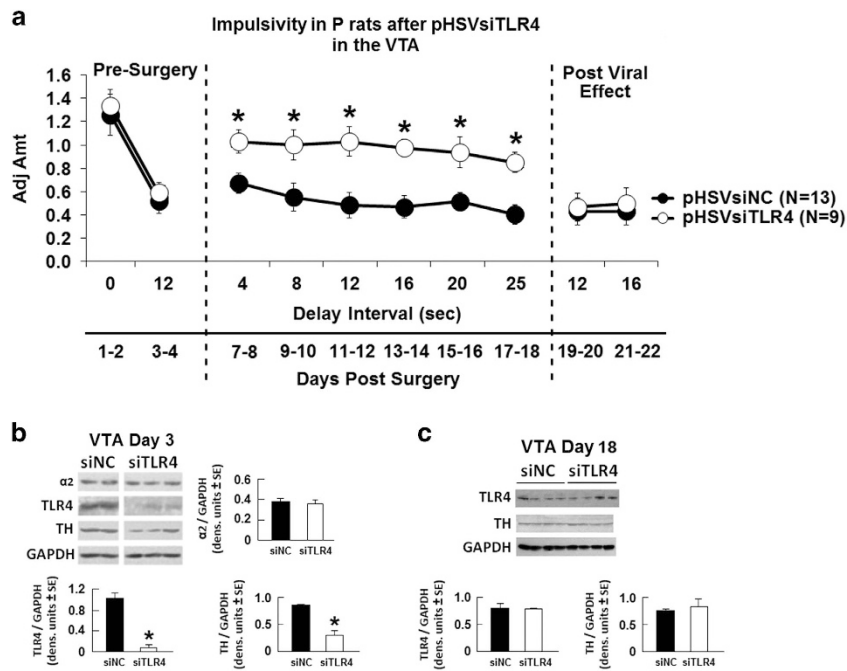 a
Impulsivity in P rats after pHSVsiTLR4
in the VTA
Pre-Surgery
Post Viral
Effect
Adj Amt
1.6
1.4
1.2
1.0
0.8
0.6
0.4
0.2
0.0
* * * * * *
pHSVsiNC (N=13)
pHSVsiTLR4 (N=9)
0 12 4 8 12 16 20 25 12 16
Delay Interval (sec)
1-2 3-4 7-8 9-10 11-12 13-14 15-16 17-18 19-20 21-22
Days Post Surgery
b
VTA Day 3
siNC siTLR4
α2
TLR4
TH
GAPDH
α2 / GAPDH
(dens. units ± SE)
0.6
0.4
0.2
0
siNC siTLR4
TLR4 / GAPDH
(dens. units ± SE)
1.2
0.8
0.4
0
*
siNC siTLR4
TH / GAPDH
(dens. units ± SE)
1.0
0.5
0
*
siNC siTLR4
c
VTA Day 18
siNC siTLR4
TLR4
TH
GAPDH
TLR4 / GAPDH
(dens. units ± SE)
1.0
0.5
0
siNC siTLR4
TH / GAPDH
(dens. units ± SE)
1.0
0.5
0
siNC siTLR4